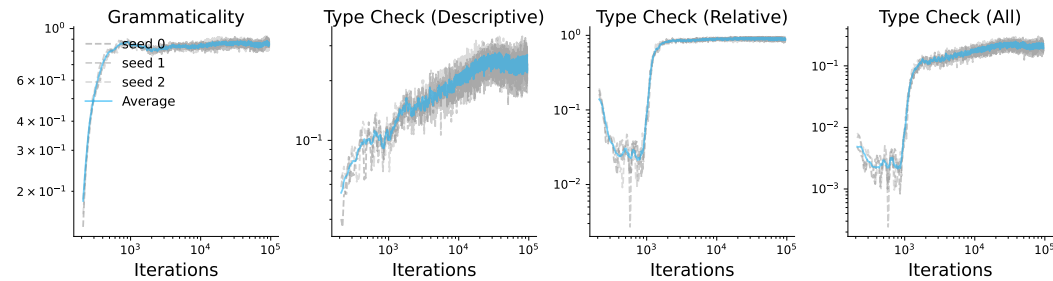 Grammaticality
10⁰
6 × 10⁻¹
4 × 10⁻¹
3 × 10⁻¹
2 × 10⁻¹
seed 0
seed 1
seed 2
Average
10³
10⁴
10⁵
Iterations
Type Check (Descriptive)
10⁻¹
10³
10⁴
10⁵
Iterations
Type Check (Relative)
10⁰
10⁻¹
10⁻²
10³
10⁴
10⁵
Iterations
Type Check (All)
10⁻¹
10⁻²
10⁻³
10³
10⁴
10⁵
Iterations